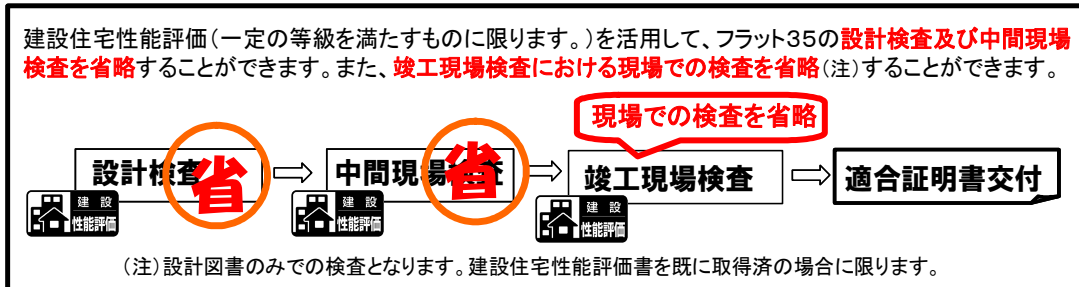 建設住宅性能評価(一定の等級を満たすものに限ります。)を活用して、フラット35の設計検査及び中間現場
検査を省略することができます。また、竣工現場検査における現場での検査を省略(注)することができます。
現場での検査を省略
設計検査 省 ⇨ 中間現場検査 省 ⇨ 竣工現場検査 ⇨ 適合証明書交付
建設 建設 建設
性能評価 性能評価 性能評価
(注)設計図書のみでの検査となります。建設住宅性能評価書を既に取得済の場合に限ります。